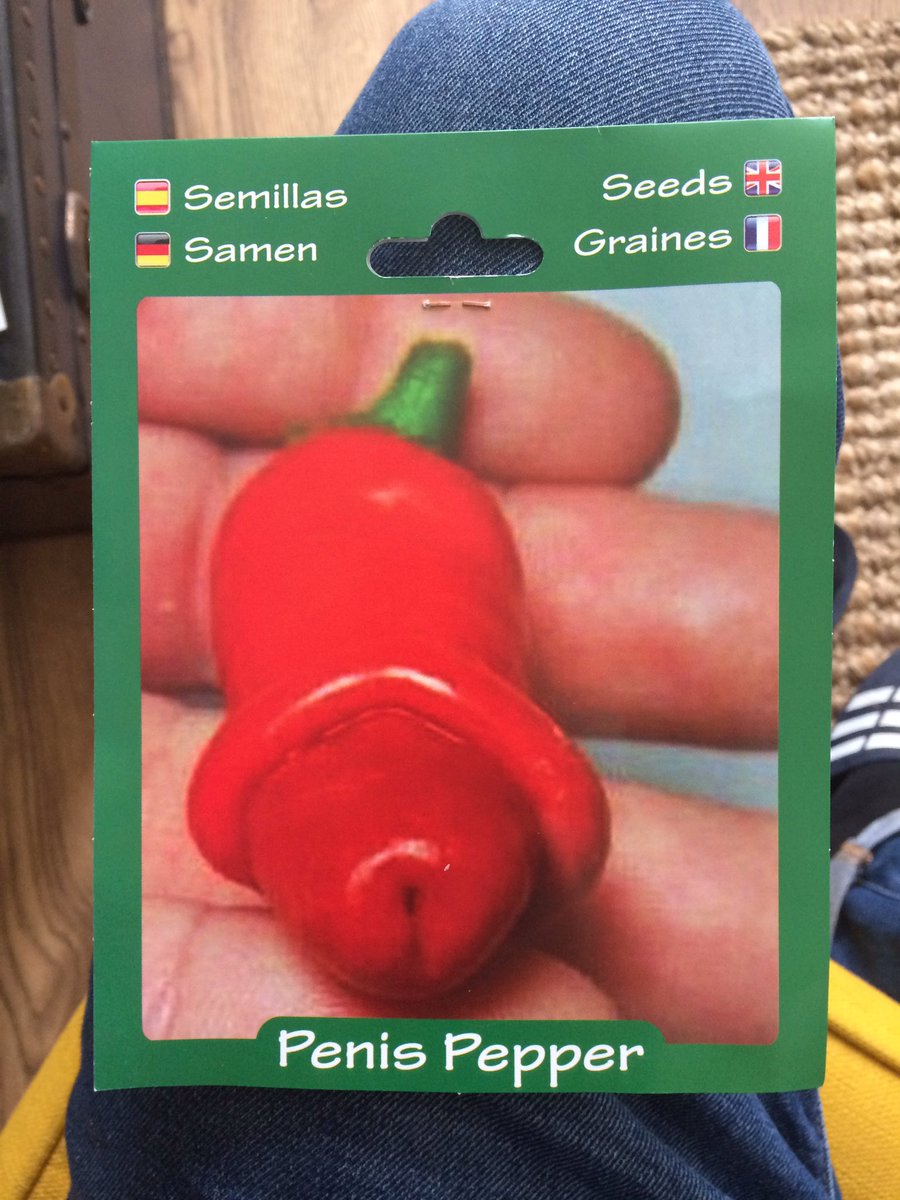 Semillas
Samen
Seeds
Graines
Penis Pepper